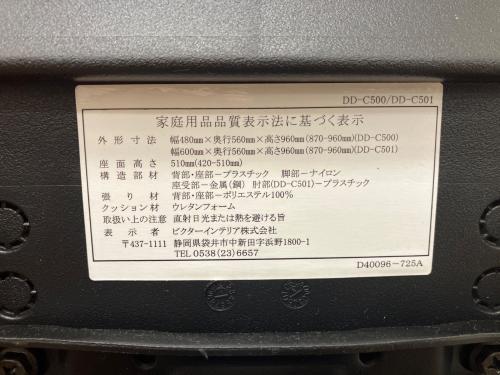 DD-C500/DD-C501
家庭用品品質表示法に基づく表示
外形寸法 幅480mm×奥行560mm×高さ960mm(870-960mm)(DD-C500)
幅600mm×奥行560mm×高さ960mm(870-960mm)(DD-C501)
座面高さ 510mm(420-510mm)
構造部材 背部・座部-プラスチック 脚部-ナイロン
座受部-金属(鋼) 肘部(DD-C501)-プラスチック
張り材 背部・座部-ポリエステル100%
クッション材 ウレタンフォーム
取扱い上の注意 直射日光または熱を避ける旨
表示者 ビクターインテリア株式会社
〒437-1111 静岡県袋井市中新田字浜野1800-1
TEL 0538(23)6657
D40096-725A